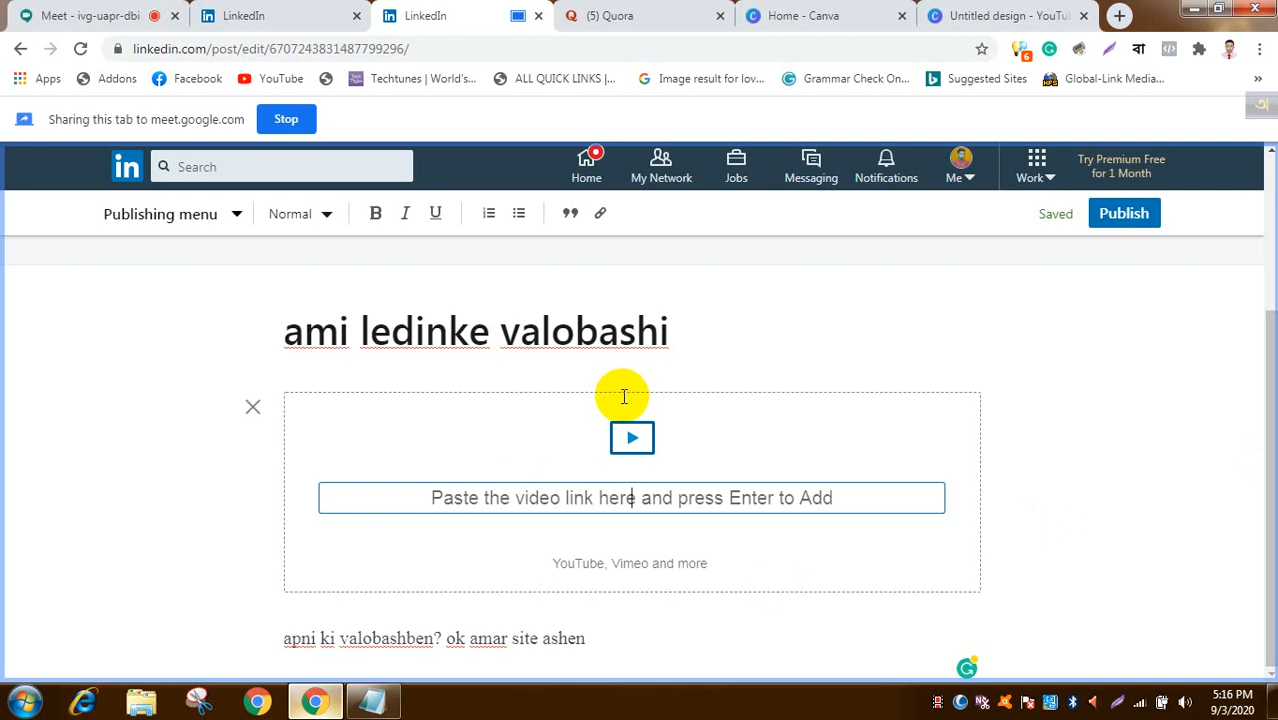 Meet - ivg-uapr-dbi
LinkedIn
LinkedIn
(5) Quora
Home - Canva
Untitled design - YouTu
linkedin.com/post/edit/6707243831487799296/
6
বা
Apps
Addons
Facebook
YouTube
Techtunes | World's...
ALL QUICK LINKS |...
Image result for lov...
Grammar Check On...
Suggested Sites
Global-Link Media...
Sharing this tab to meet.google.com
Stop
অ
in
Search
Home
My Network
Jobs
Messaging
Notifications
Me
Work
Try Premium Free
for 1 Month
Publishing menu
Normal
B I U
Saved
Publish
ami ledinke valobashi
Paste the video link here and press Enter to Add
YouTube, Vimeo and more
apni ki valobashben? ok amar site ashen
5:16 PM
9/3/2020